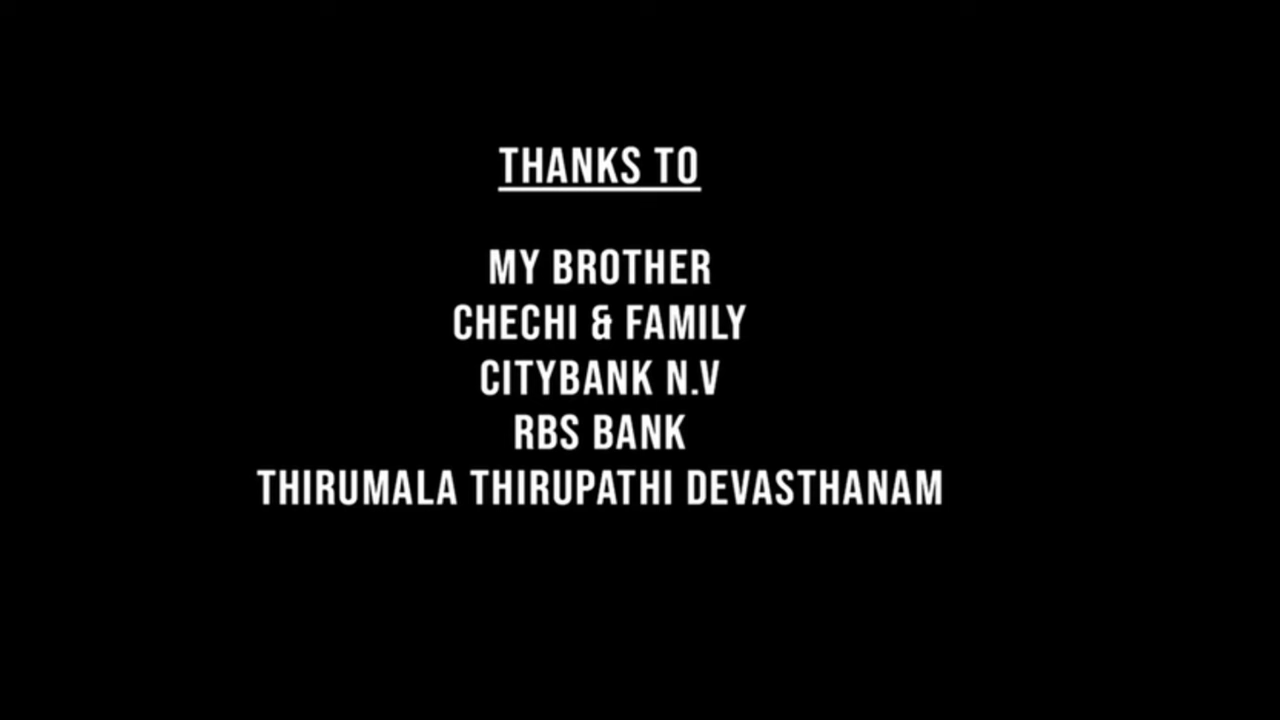 THANKS TO
MY BROTHER
CHECHI & FAMILY
CITYBANK N.V
RBS BANK
THIRUMALA THIRUPATHI DEVASTHANAM